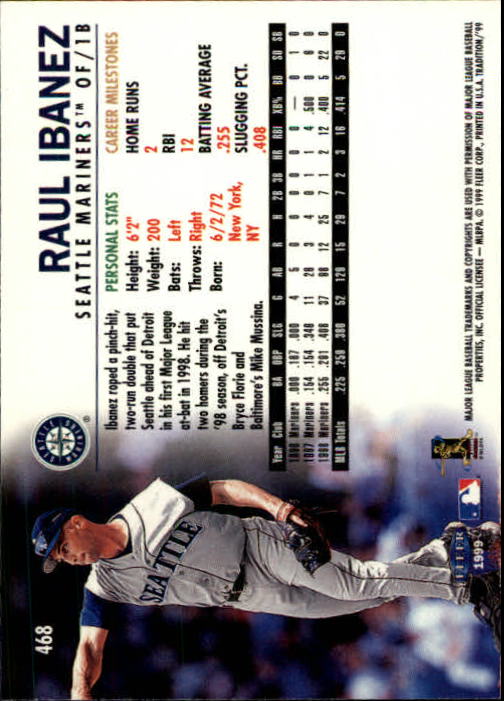 468
RAUL IBANEZ
SEATTLE MARINERS™ OF/1B
Ibanez roped a pinch-hit,
two-run double that put
Seattle ahead of Detroit
in his first Major League
at-bat in 1998. He hit
two homers during the
'98 season, off Detroit's
Bryce Florie and
Baltimore's Mike Mussina.
PERSONAL STATS
Height: 6'2"
Weight: 200
Bats: Left
Throws: Right
Born: 6/2/72
New York,
NY
CAREER MILESTONES
HOME RUNS
2
RBI
12
BATTING AVERAGE
.255
SLUGGING PCT.
.408
Year Club BA OBP SLG G AB R H 2B 3B HR RBI XB% BB SO SB
1996 Mariners .000 .167 .000 4 5 0 0 0 0 0 0 — 0 1 0
1997 Mariners .154 .154 .346 11 26 3 4 0 1 1 4 .500 0 6 0
1998 Mariners .255 .291 .408 37 98 12 25 7 1 2 12 .400 5 22 0
MLB Totals .225 .259 .388 52 129 15 29 7 2 3 16 .414 5 29 0
SEATTLE
FLEER
1999
MAJOR LEAGUE BASEBALL TRADEMARKS AND COPYRIGHTS ARE USED WITH PERMISSION OF MAJOR LEAGUE BASEBALL
PROPERTIES, INC. OFFICIAL LICENSEE — MLBPA, © 1999 FLEER CORP., PRINTED IN U.S.A. TRADITION/'99